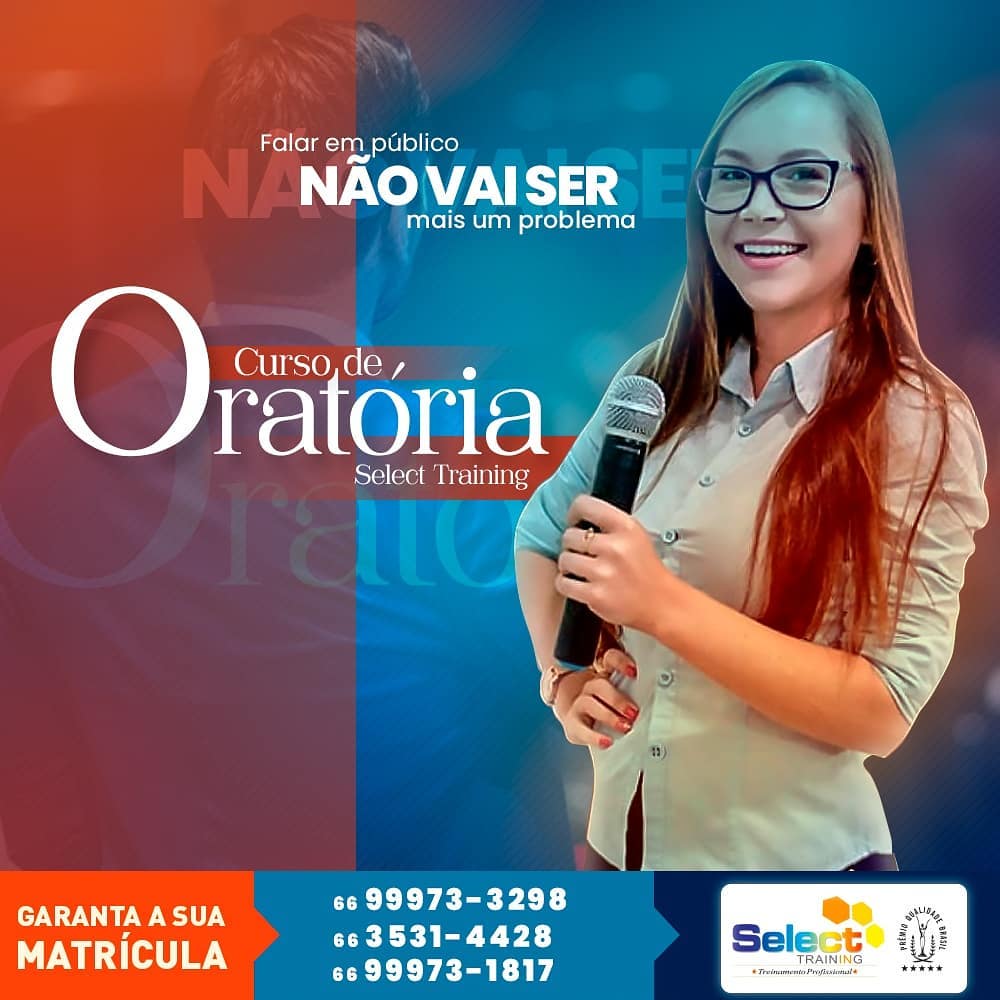 Falar em público
NÃO VAI SER
mais um problema
Curso de
Oratória
Select Training
GARANTA A SUA
MATRÍCULA
66 99973-3298
66 3531-4428
66 99973-1817
Select
TRAINING
Treinamento Profissional
PRÊMIO QUALIDADE BRASIL